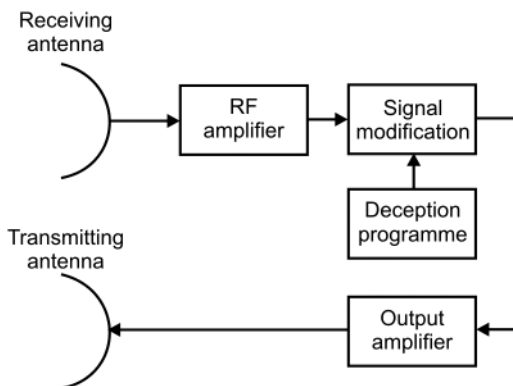 Receiving
antenna
RF
amplifier
Signal
modification
Deception
programme
Transmitting
antenna
Output
amplifier